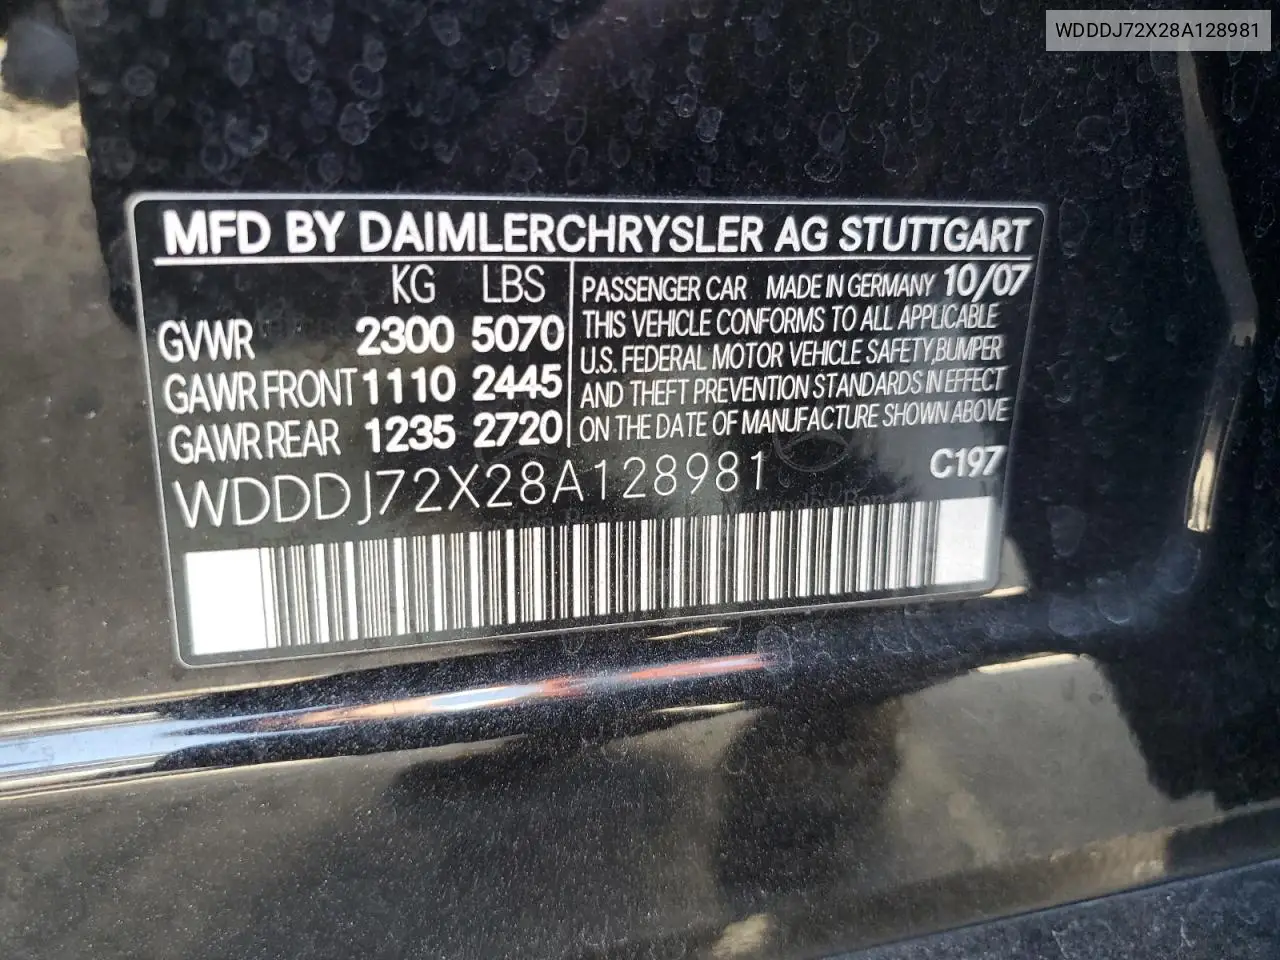 WDDDJ72X28A128981
MFD BY DAIMLERCHRYSLER AG STUTTGART
KG LBS
GVWR 2300 5070
GAWR FRONT 1110 2445
GAWR REAR 1235 2720
PASSENGER CAR MADE IN GERMANY 10/07
THIS VEHICLE CONFORMS TO ALL APPLICABLE
U.S. FEDERAL MOTOR VEHICLE SAFETY, BUMPER
AND THEFT PREVENTION STANDARDS IN EFFECT
ON THE DATE OF MANUFACTURE SHOWN ABOVE
WDDDJ72X28A128981
C197